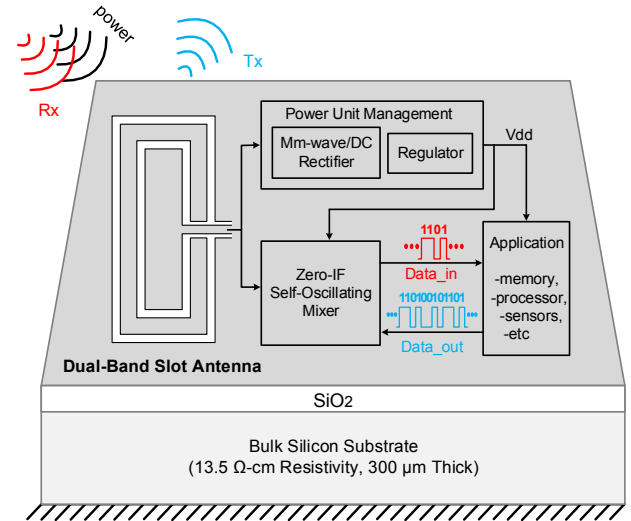 power
Rx
Tx
Power Unit Management
Mm-wave/DC
Rectifier
Regulator
Vdd
Zero-IF
Self-Oscillating
Mixer
1101
Data_in
110100101101
Data_out
Application
-memory,
-processor,
-sensors,
-etc
Dual-Band Slot Antenna
SiO2
Bulk Silicon Substrate
(13.5 Ω-cm Resistivity, 300 μm Thick)